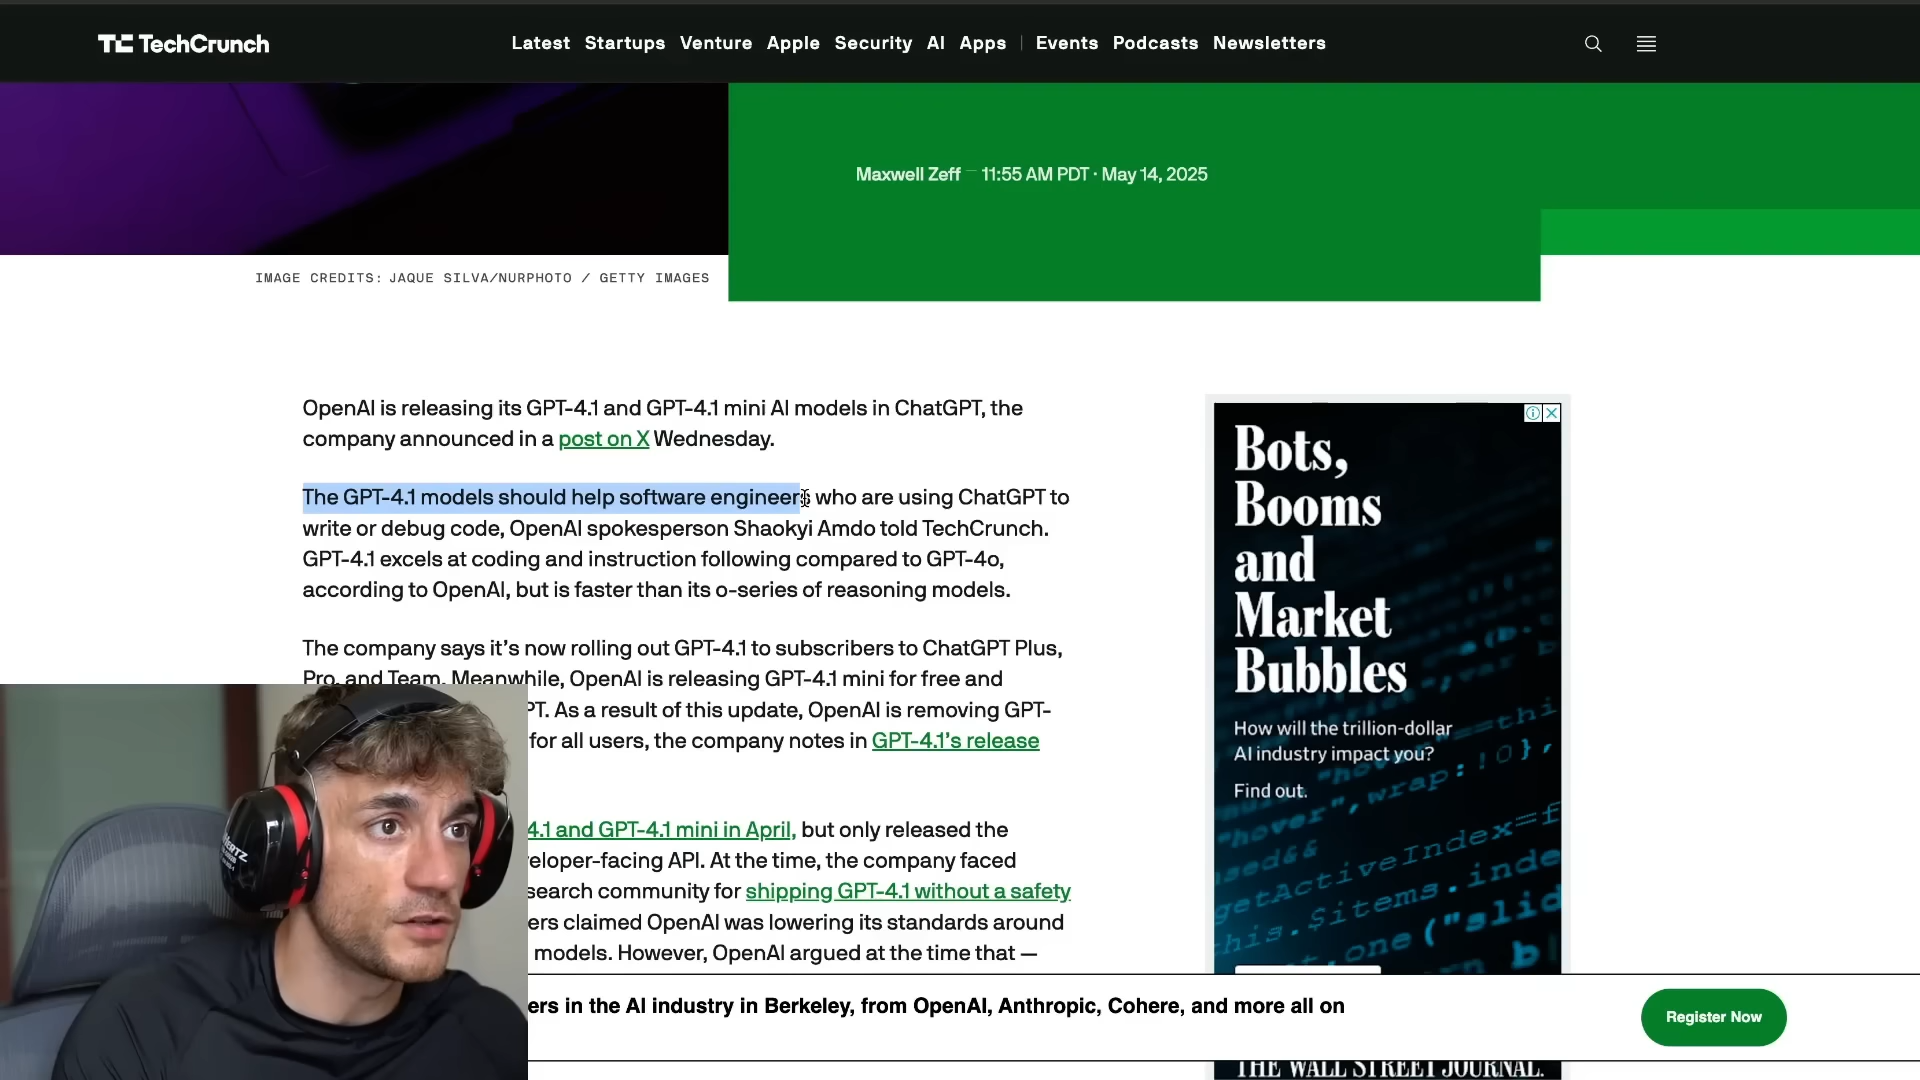 TechCrunch
Latest Startups Venture Apple Security AI Apps Events Podcasts Newsletters
Maxwell Zeff — 11:55 AM PDT · May 14, 2025
IMAGE CREDITS: JAQUE SILVA/NURPHOTO / GETTY IMAGES
OpenAI is releasing its GPT-4.1 and GPT-4.1 mini AI models in ChatGPT, the
company announced in a post on X Wednesday.
The GPT-4.1 models should help software engineers who are using ChatGPT to
write or debug code, OpenAI spokesperson Shaokyi Amdo told TechCrunch.
GPT-4.1 excels at coding and instruction following compared to GPT-4o,
according to OpenAI, but is faster than its o-series of reasoning models.
The company says it’s now rolling out GPT-4.1 to subscribers to ChatGPT Plus,
Pro, and Team. Meanwhile, OpenAI is releasing GPT-4.1 mini for free and
PT. As a result of this update, OpenAI is removing GPT-
for all users, the company notes in GPT-4.1’s release
4.1 and GPT-4.1 mini in April, but only released the
eloper-facing API. At the time, the company faced
search community for shipping GPT-4.1 without a safety
ers claimed OpenAI was lowering its standards around
models. However, OpenAI argued at the time that —
Bots,
Booms
and
Market
Bubbles
How will the trillion-dollar
AI industry impact you?
Find out.
ers in the AI industry in Berkeley, from OpenAI, Anthropic, Cohere, and more all on
Register Now
THE WALL STREET JOURNAL.